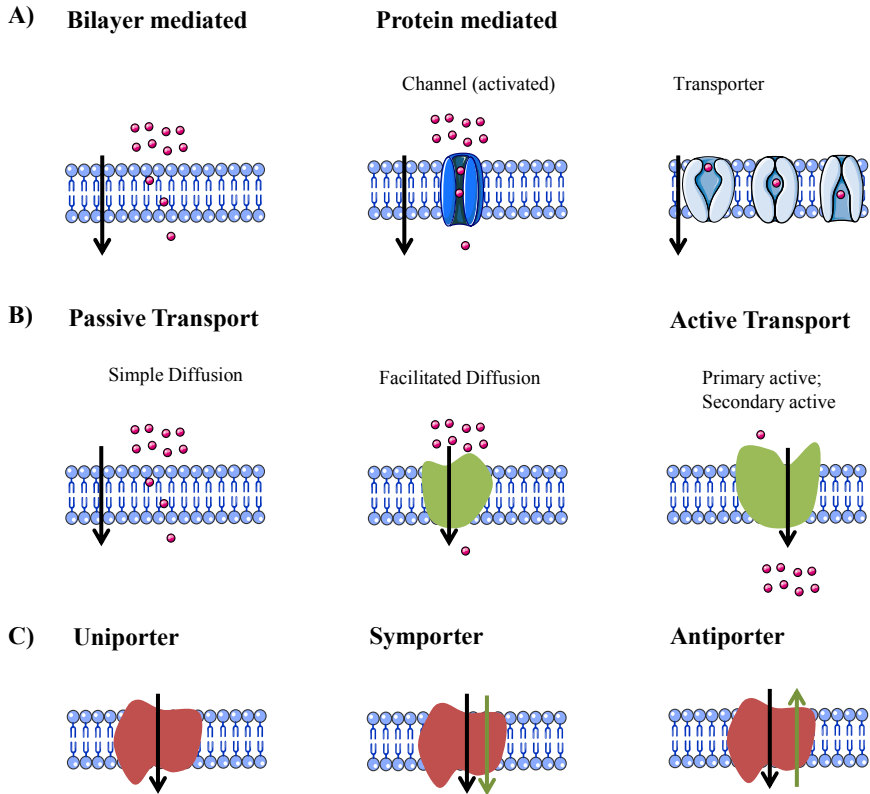 A) Bilayer mediated Protein mediated
Channel (activated) Transporter
B) Passive Transport Active Transport
Simple Diffusion Facilitated Diffusion Primary active;
Secondary active
C) Uniporter Symporter Antiporter